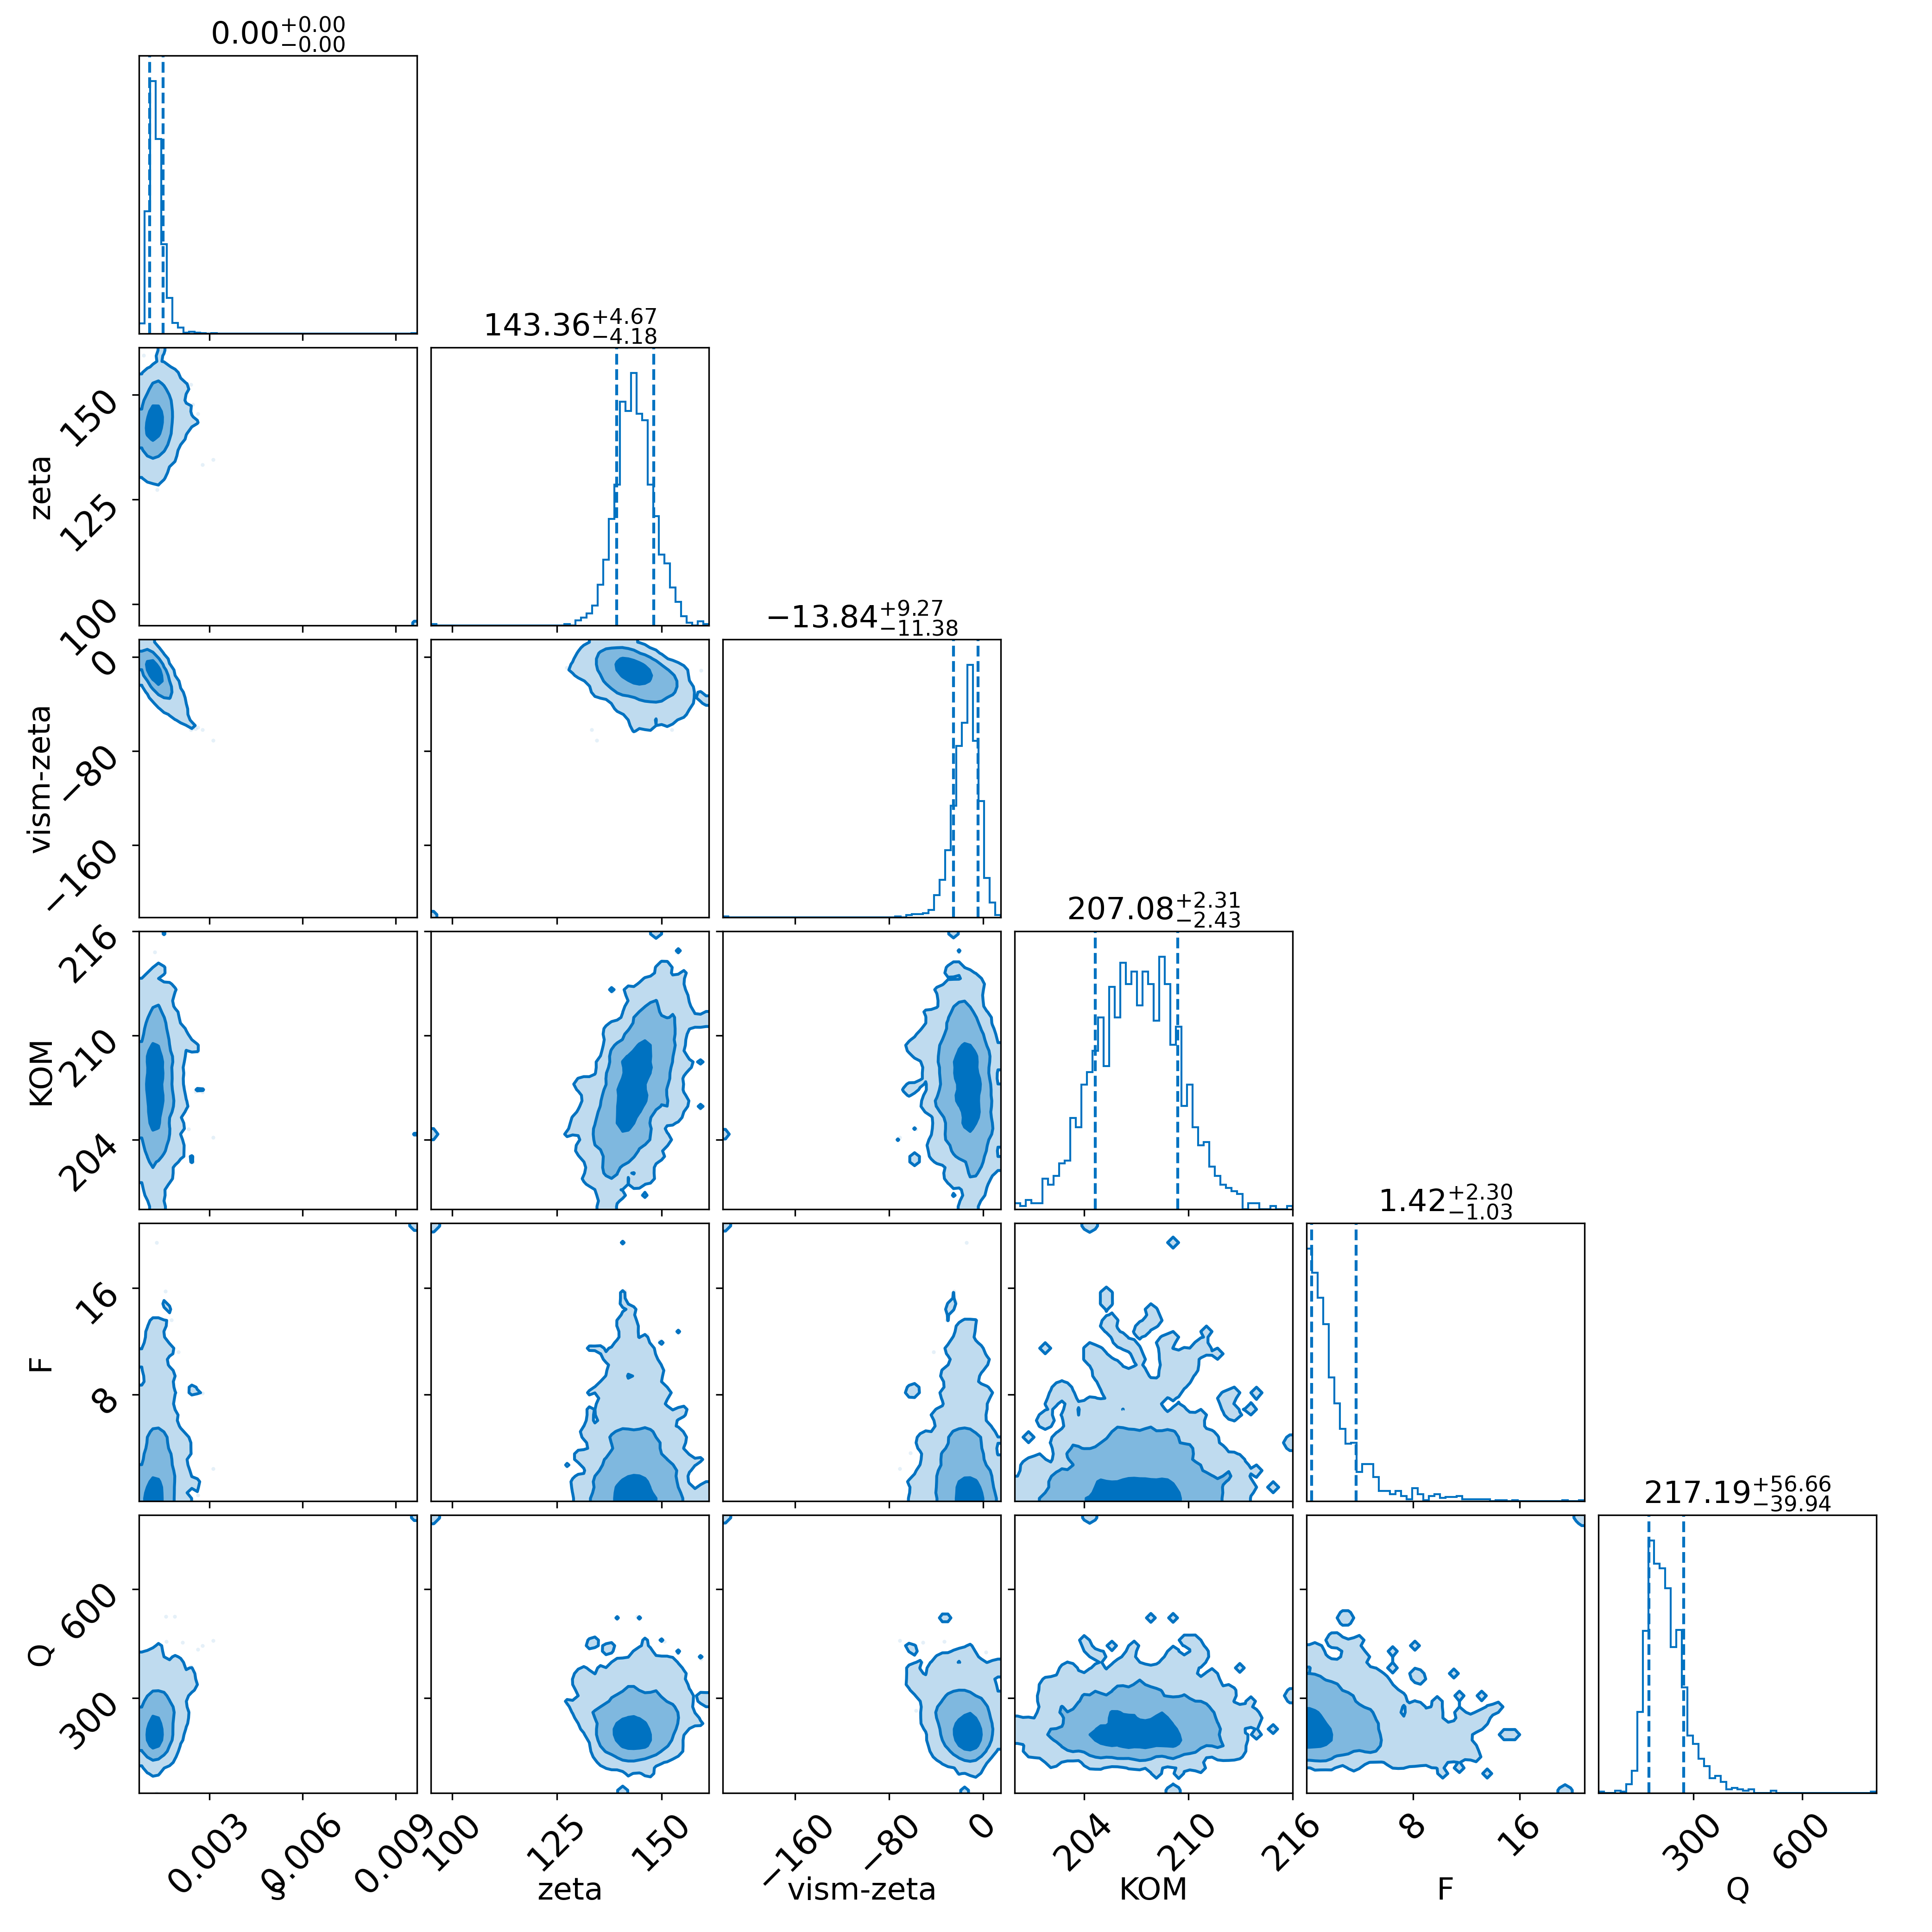 0.00+0.00−0.00
143.36+4.67−4.18
zeta
150
125
100
−13.84+9.27−11.38
vism-zeta
0
−80
−160
207.08+2.31−2.43
KOM
216
210
204
1.42+2.30−1.03
F
16
8
217.19+56.66−39.94
Q
600
300
0.003 0.006 0.009 100 125 150 −160 −80 0 204 210 216 8 16 300 600
s zeta vism-zeta KOM F Q